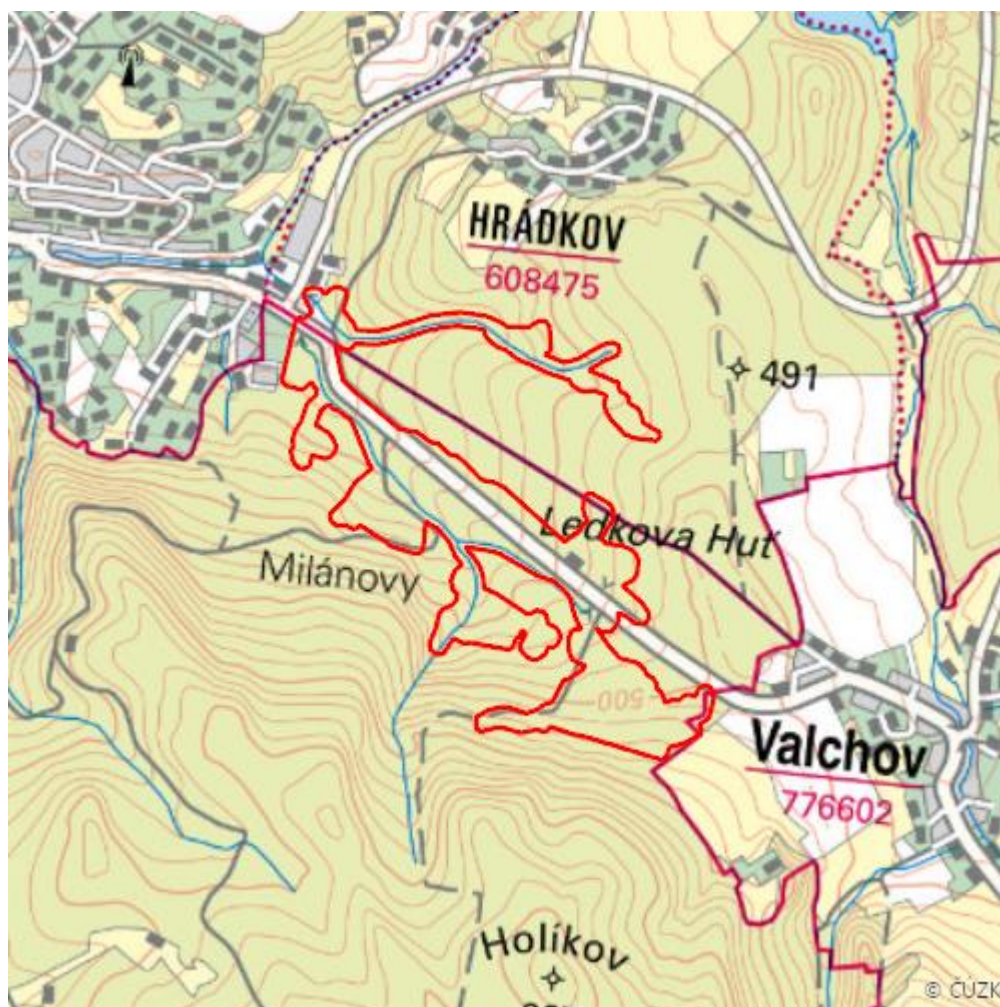 HRÁDKOV
608475
491
Ledkova Huť
Milánovy
500
Valchov
776602
Holíkov
© ČÚZK